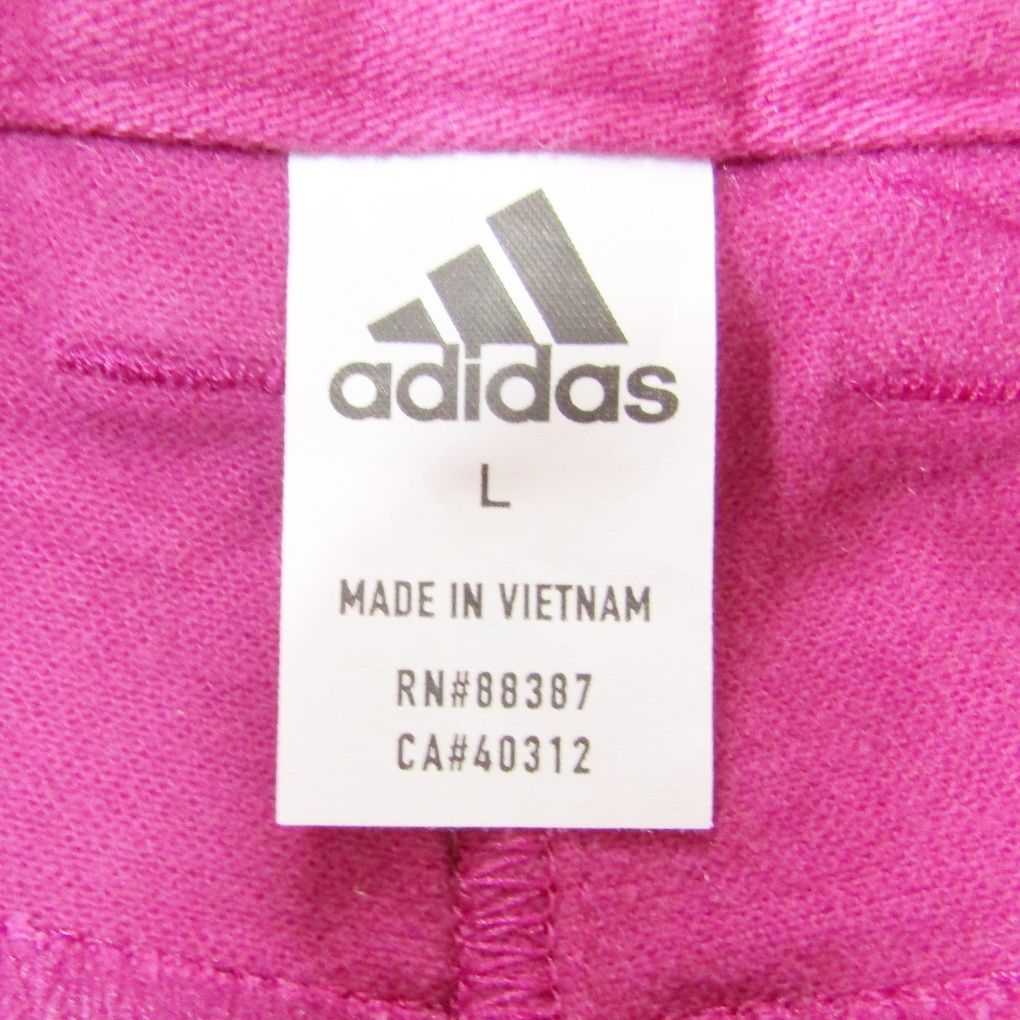 adidas
L
MADE IN VIETNAM
RN#88387
CA#40312